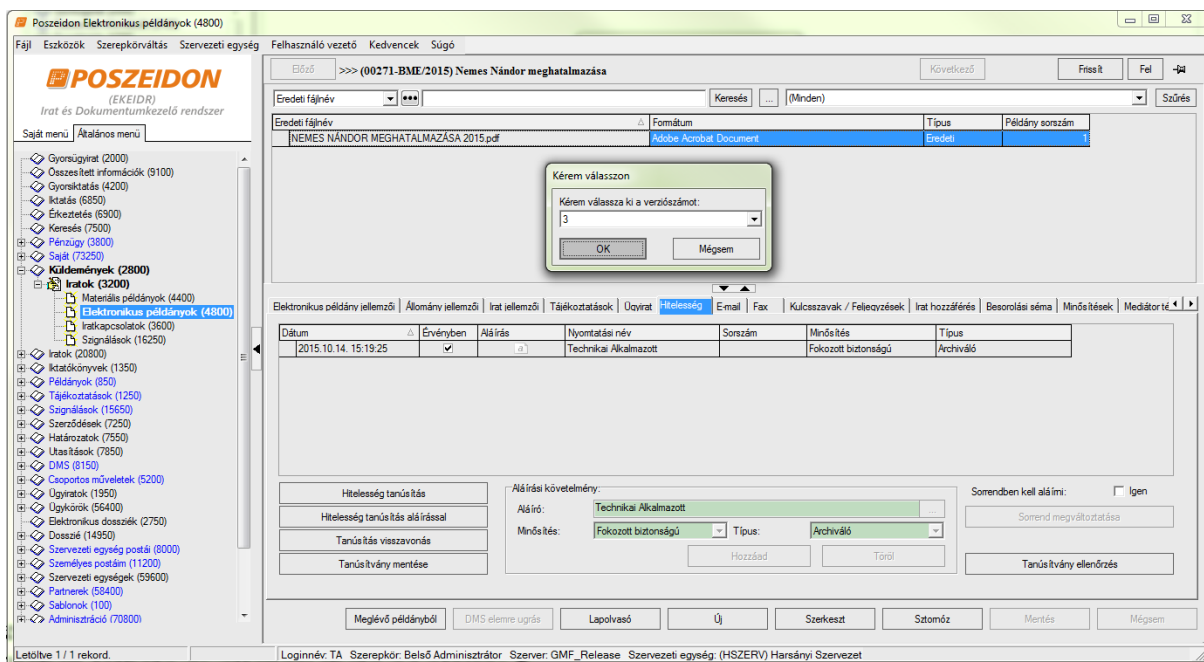 Poszeidon Elektronikus példányok (4800)
Fájl Eszközök Szerepkörváltás Szervezeti egység Felhasználó vezető Kedvencek Súgó
POSZEIDON
(EKEIDR)
Irat és Dokumentumkezelő rendszer
Saját menü Általános menü
Gyorsügyirat (2000)
Összesített információk (9100)
Gyorsiktatás (4200)
Iktatás (6850)
Érkeztetés (6900)
Keresés (7500)
Pénzügy (3800)
Saját (73250)
Küldemények (2800)
Iratok (3200)
Materiális példányok (4400)
Elektronikus példányok (4800)
Iratkapcsolatok (3600)
Szignálások (16250)
Iratok (20800)
Iktatókönyvek (1350)
Példányok (850)
Tájékoztatások (1250)
Szignálások (15650)
Szerződések (7250)
Határozatok (7550)
Utasítások (7850)
DMS (8150)
Csoportos műveletek (5200)
Ügyiratok (1950)
Ügykörök (56400)
Elektronikus dossziék (2750)
Dosszié (14950)
Szervezeti egység postái (8000)
Személyes postáim (11200)
Szervezeti egységek (59600)
Partnerek (58400)
Sablonok (100)
Adminisztráció (70800)
Előző >>> (00271-BME/2015) Nemes Nándor meghatalmazása Következő Frissít Fel
Eredeti fájlnév ••• Keresés ... (Minden) Szűrés
Eredeti fájlnév Formátum Típus Példány sorszám
NEMES NÁNDOR MEGHATALMAZÁSA 2015.pdf Adobe Acrobat Document Eredeti 1
Kérem válasszon
Kérem válassza ki a verziószámot:
3
OK Mégsem
Elektronikus példány jellemzői Állomány jellemzői Irat jellemzői Tájékoztatások Ügyirat Hitelesség E-mail Fax Kulcsszavak / Feljegyzések Irat hozzáférés Besorolási séma Minősítések Mediátor té
Dátum Érvényben Aláírás Nyomtatási név Sorszám Minősítés Típus
2015.10.14. 15:19:25 a Technikai Alkalmazott Fokozott biztonságú Archiváló
Hitelesség tanúsítás
Hitelesség tanúsítás aláírással
Tanúsítás visszavonás
Tanúsítvány mentése
Aláírási követelmény:
Aláíró: Technikai Alkalmazott ...
Minősítés: Fokozott biztonságú Típus: Archiváló
Hozzáad Töröl
Sorrendben kell aláírni: Igen
Sorrend megváltoztatása
Tanúsítvány ellenőrzés
Meglévő példányból DMS elemre ugrás Lapolvasó Új Szerkeszt Sztornóz Mentés Mégsem
Letöltve 1 / 1 rekord. Loginnév: TA Szerepkör: Belső Adminisztrátor Szerver: GMF_Release Szervezeti egység: (HSZERV) Harsányi Szervezet